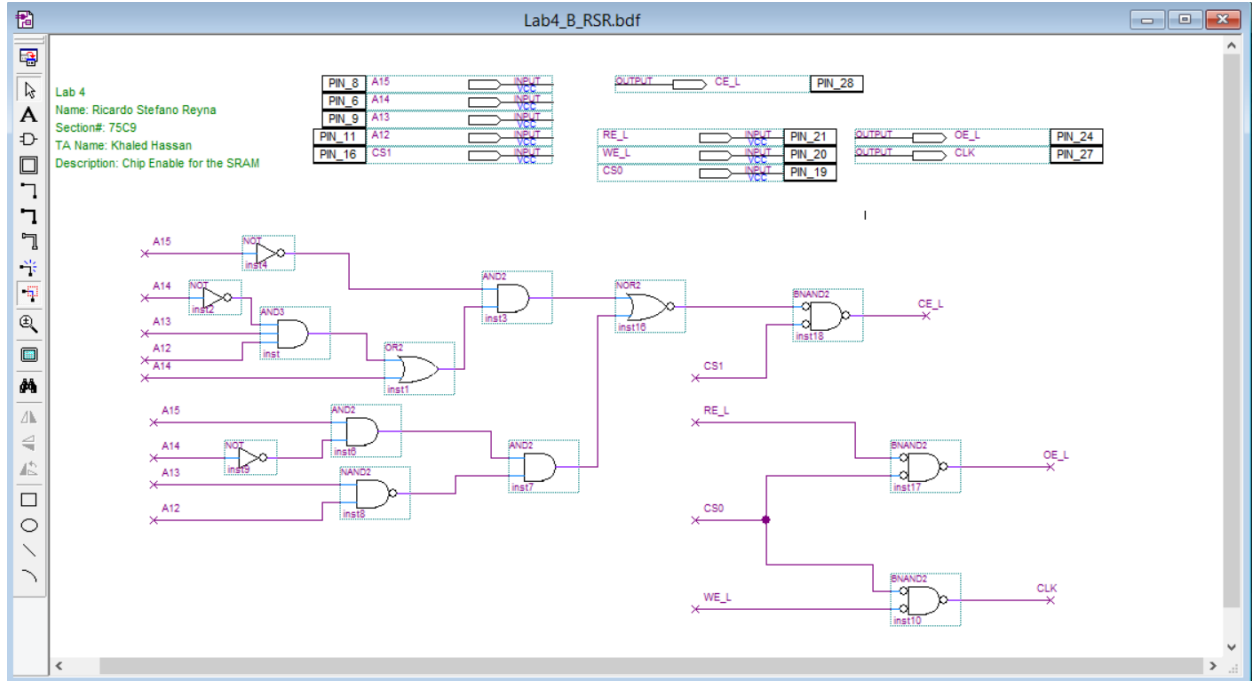 Lab4_B_RSR.bdf
Lab 4
Name: Ricardo Stefano Reyna
Section#: 75C9
TA Name: Khaled Hassan
Description: Chip Enable for the SRAM
PIN_8 A15 INPUT VCC
PIN_6 A14 INPUT VCC
PIN_9 A13 INPUT VCC
PIN_11 A12 INPUT VCC
PIN_16 CS1 INPUT VCC
OUTPUT CE_L PIN_28
RE_L INPUT VCC PIN_21
WE_L INPUT VCC PIN_20
CS0 INPUT VCC PIN_19
OUTPUT OE_L PIN_24
OUTPUT CLK PIN_27
A15
NOT
inst4
A14
NOT
inst2
A13
A12
A14
AND3
inst
OR2
inst1
AND2
inst3
NOR2
inst16
BNAND2
inst18
CE_L
CS1
A15
A14
NOT
inst9
A13
A12
AND2
inst6
NAND2
inst8
AND2
inst7
RE_L
BNAND2
inst17
OE_L
CS0
WE_L
BNAND2
inst10
CLK
A